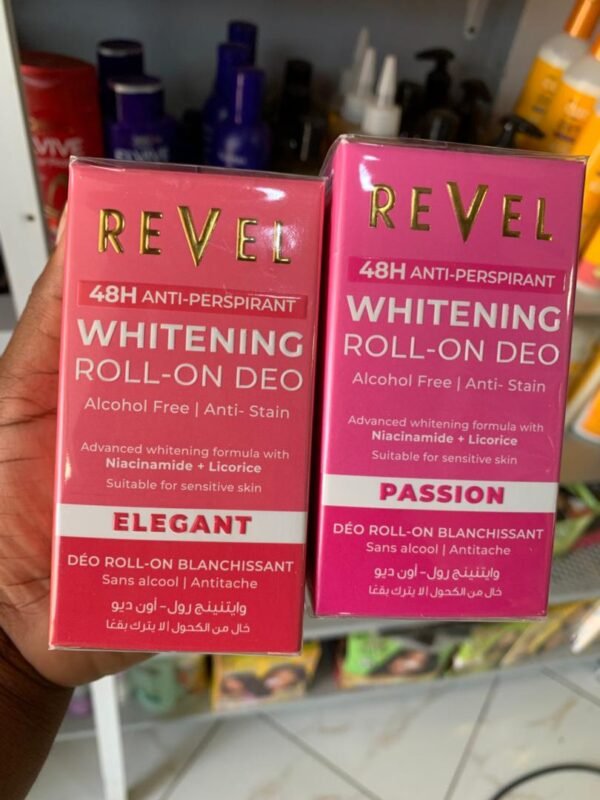 REVEL
48H ANTI-PERSPIRANT
WHITENING
ROLL-ON DEO
Alcohol Free | Anti- Stain
Advanced whitening formula with
Niacinamide + Licorice
Suitable for sensitive skin
ELEGANT
DÉO ROLL-ON BLANCHISSANT
Sans alcool | Antitache
وايتنينج رول- أون ديو
خال من الكحول | لا يترك بقعًا
REVEL
48H ANTI-PERSPIRANT
WHITENING
ROLL-ON DEO
Alcohol Free | Anti- Stain
Advanced whitening formula with
Niacinamide + Licorice
Suitable for sensitive skin
PASSION
DÉO ROLL-ON BLANCHISSANT
Sans alcool | Antitache
وايتنينج رول- أون ديو
خال من الكحول | لا يترك بقعًا